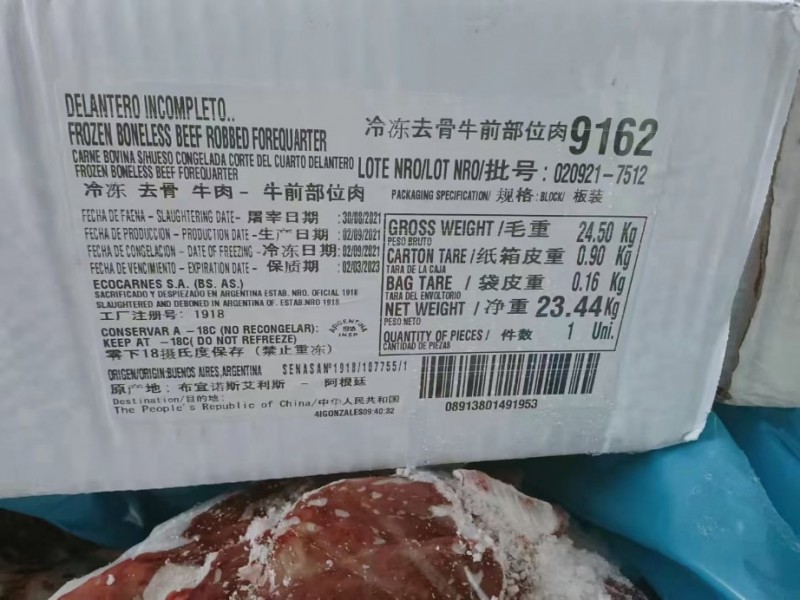 DELANTERO INCOMPLETO..
FROZEN BONELESS BEEF ROBBED FOREQUARTER
CARNE BOVINA S/HUESO CONGELADA CORTE DEL CUARTO DELANTERO
FROZEN BONELESS BEEF FOREQUARTER
冷冻 去骨 牛肉 - 牛前部位肉
冷冻去骨牛前部位肉 9162
LOTE NRO/LOT NRO/批号: 020921-7512
PACKAGING SPECIFICATION/ 规格: BLOCK/ 板装
FECHA DE FAENA - SLAUGHTERING DATE- 屠宰日期 :30/08/2021
FECHA DE PRODUCCION - PRODUCTION DATE -生产日期 :02/09/2021
FECHA DE CONGELACION - DATE OF FREEZING -冷冻日期:02/09/2021
FECHA DE VENCIMIENTO - EXPIRATION DATE - 保质期 :02/03/2023
ECOCARNES S.A. (BS. AS.)
SACRIFICADO Y DESPIEZADO EN ARGENTINA ESTAB. NRO. OFICIAL 1918
SLAUGHTERED AND DEBONED IN ARGENTINA OF. ESTAB.NRO 1918
工厂注册号: 1918
CONSERVAR A -18C (NO RECONGELAR):
KEEP AT -18C( DO NOT REFREEZE)
零下18摄氏度保存 (禁止重冻)
ARGENTINA
1918
INSP
ORIGEN/ORIGIN:BUENOS AIRES,ARGENTINA SENASA Nº1918/187755/1
原产地: 布宜诺斯艾利斯 - 阿根廷
Destination/目的地:
The People's Republic of China/中华人民共和国
41GONZALES09:40:32
GROSS WEIGHT /毛重 24.50 Kg
PESO BRUTO
CARTON TARE /纸箱皮重 0.90 Kg
TARA DE LA CAJA
BAG TARE / 袋皮重 0.16 Kg
TARA DEL ENVOLTORIO
NET WEIGHT / 净重 23.44Kg
PESO NETO
QUANTITY OF PIECES/ 件数 1 Uni.
CANTIDAD DE PIEZAS
08913801491953